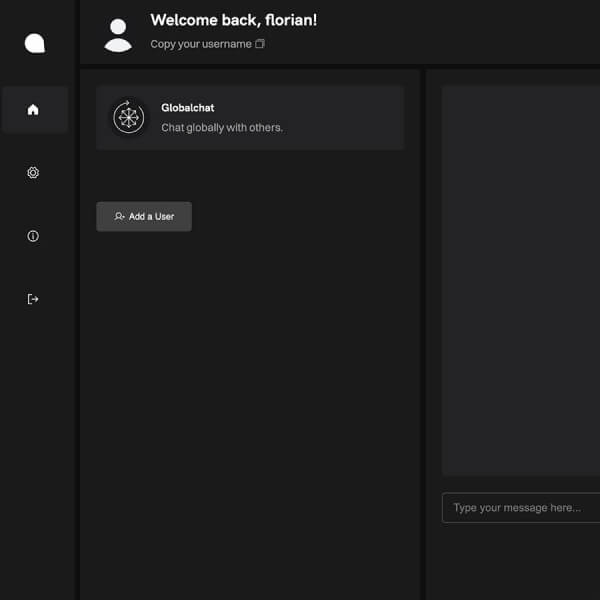 Welcome back, florian!
Copy your username
Globalchat
Chat globally with others.
Add a User
Type your message here...